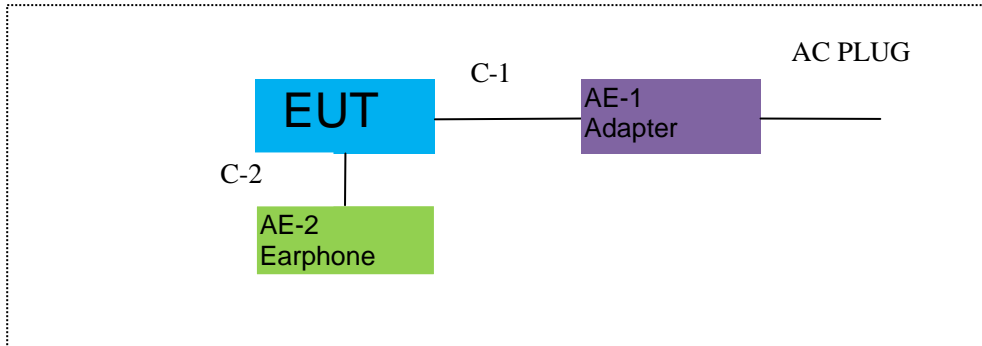 AC PLUG
C-1
EUT
AE-1
Adapter
C-2
AE-2
Earphone